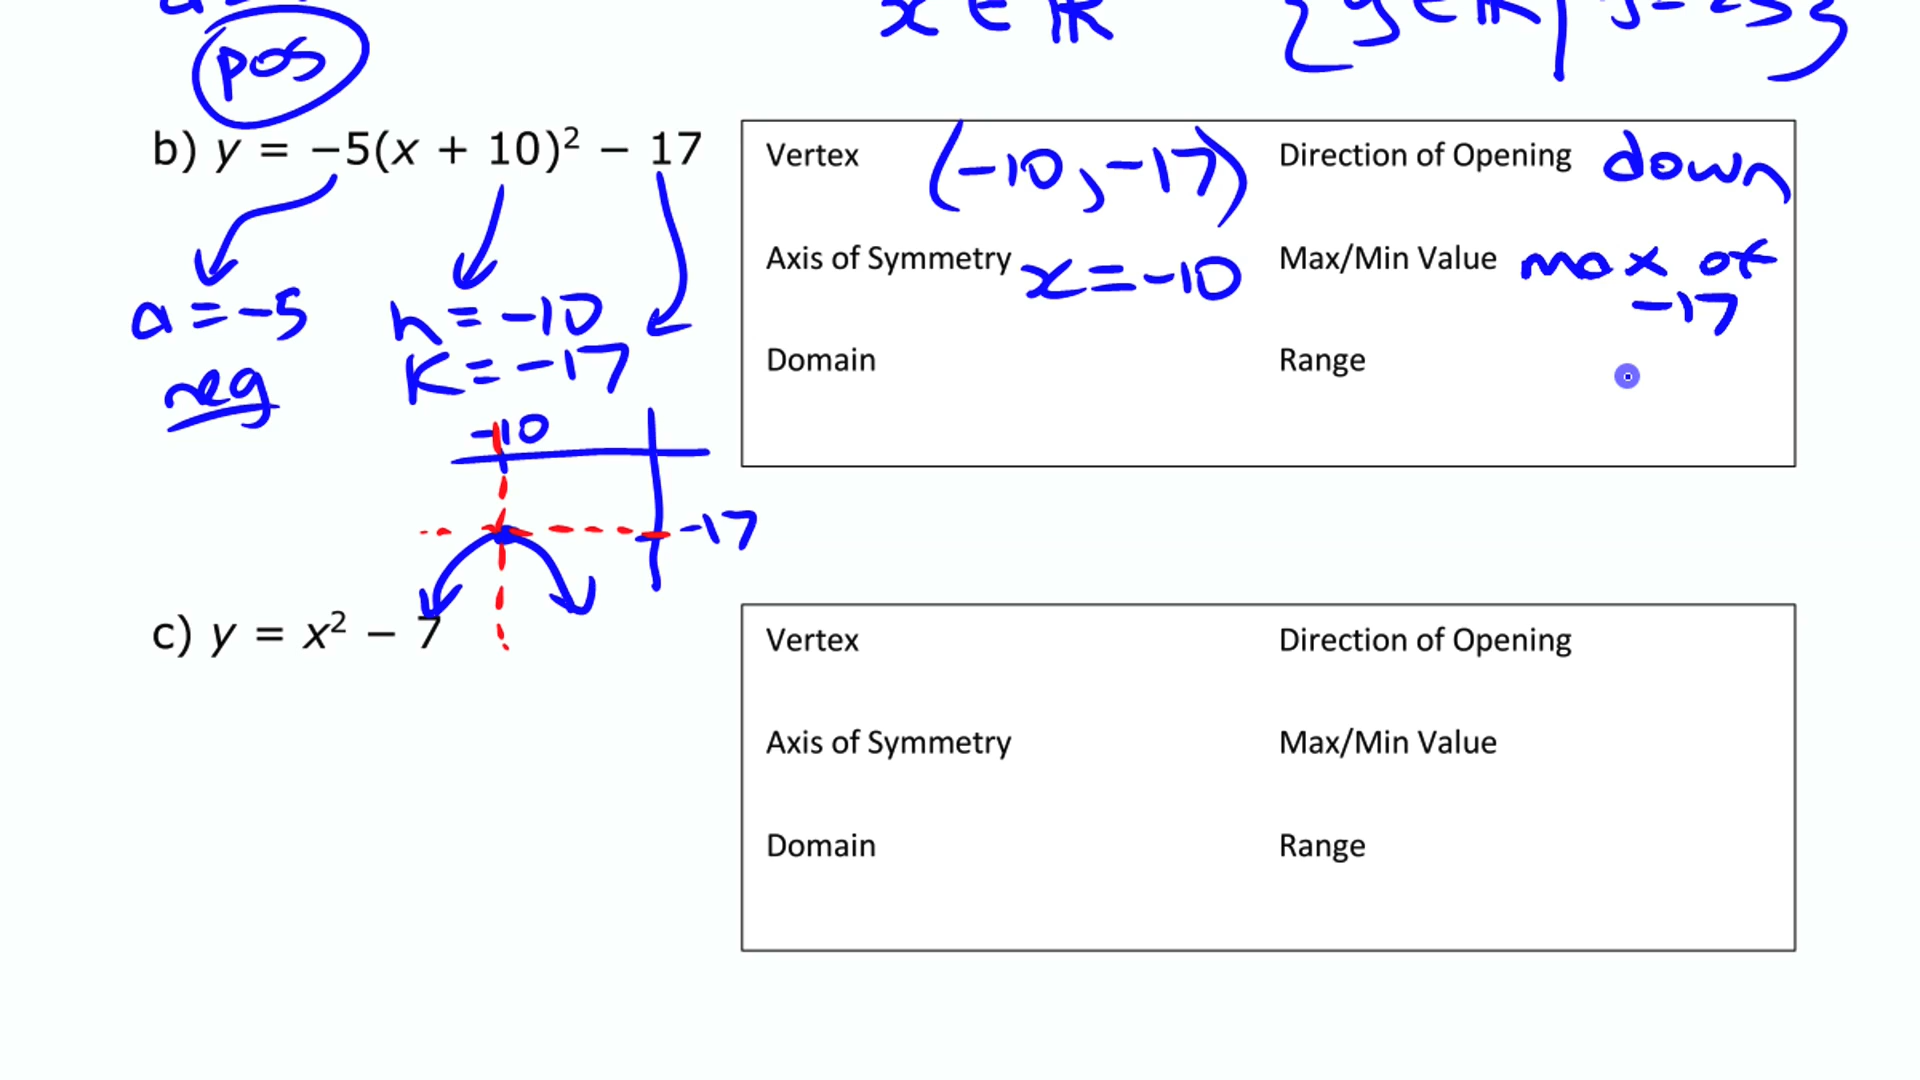 pos
x ∈ ℝ
b) y = −5(x + 10)² − 17
a = -5
neg
h = -10
K = -17
-10
-17
Vertex (-10, -17) Direction of Opening down
Axis of Symmetry x = -10 Max/Min Value max of
-17
Domain Range
c) y = x² − 7
Vertex Direction of Opening
Axis of Symmetry Max/Min Value
Domain Range